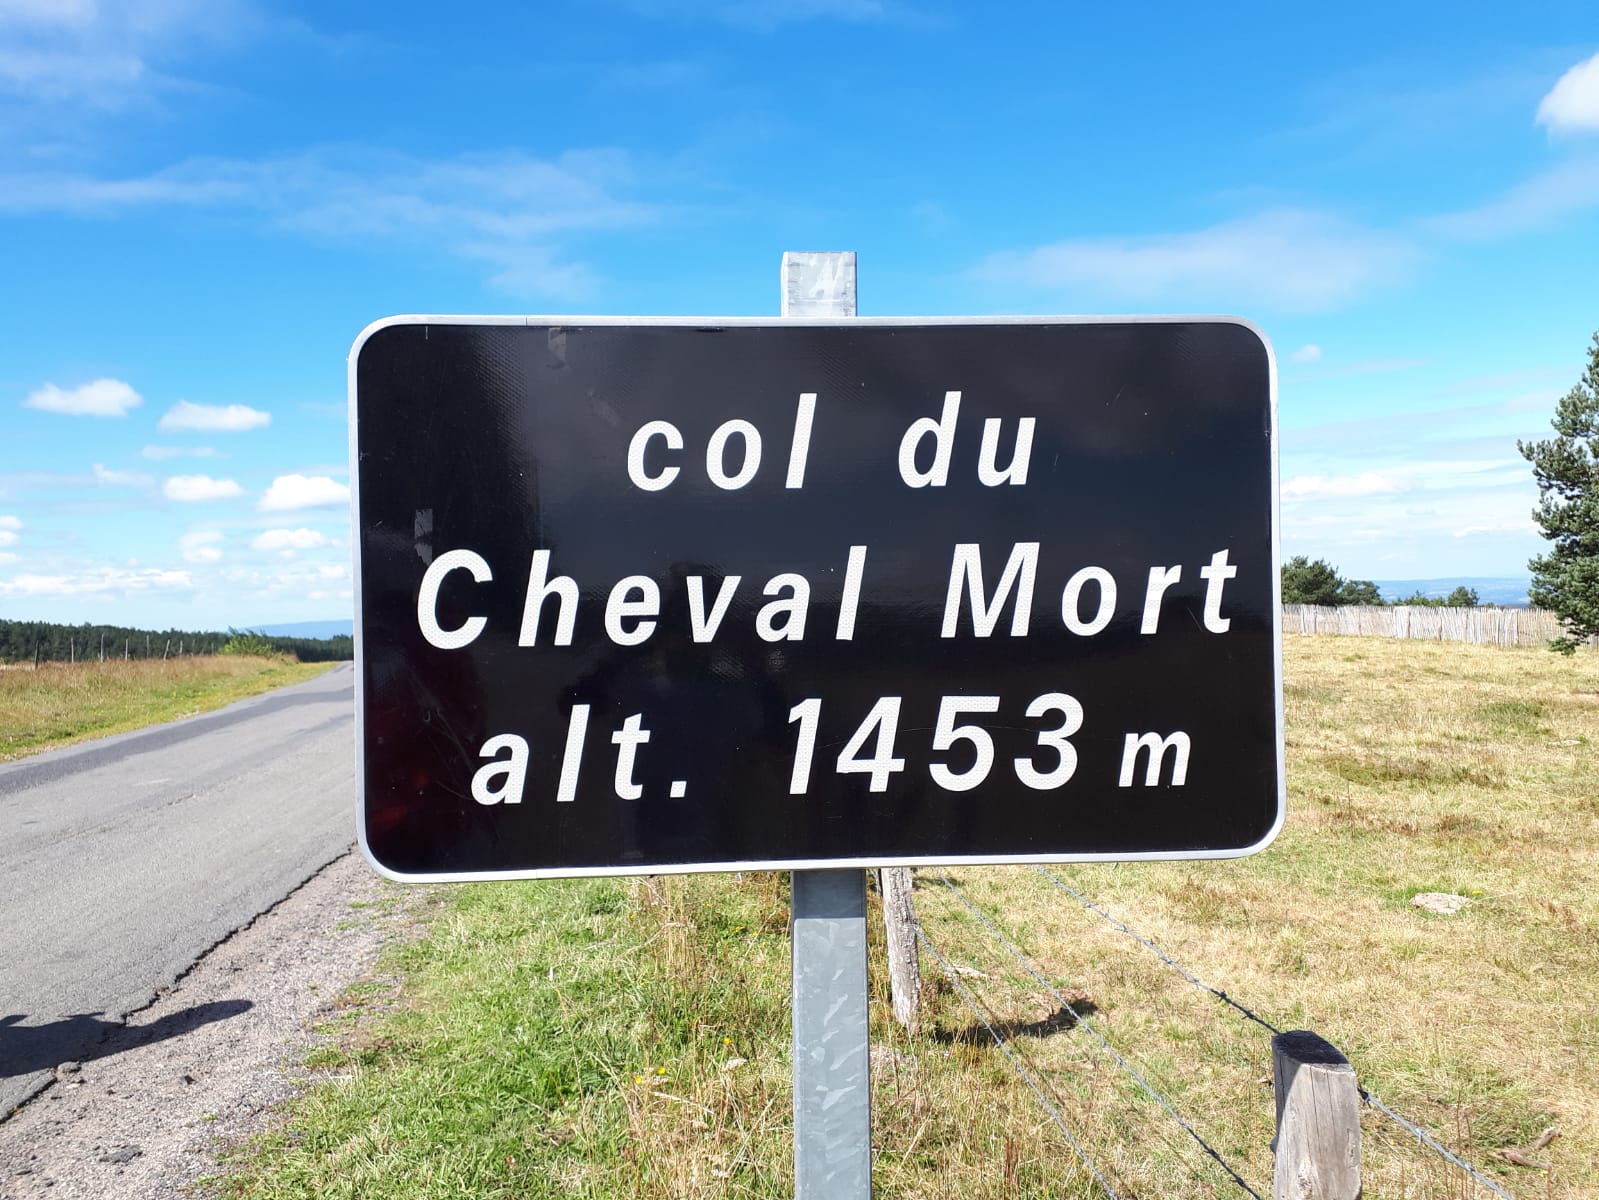 col du
Cheval Mort
alt. 1453 m